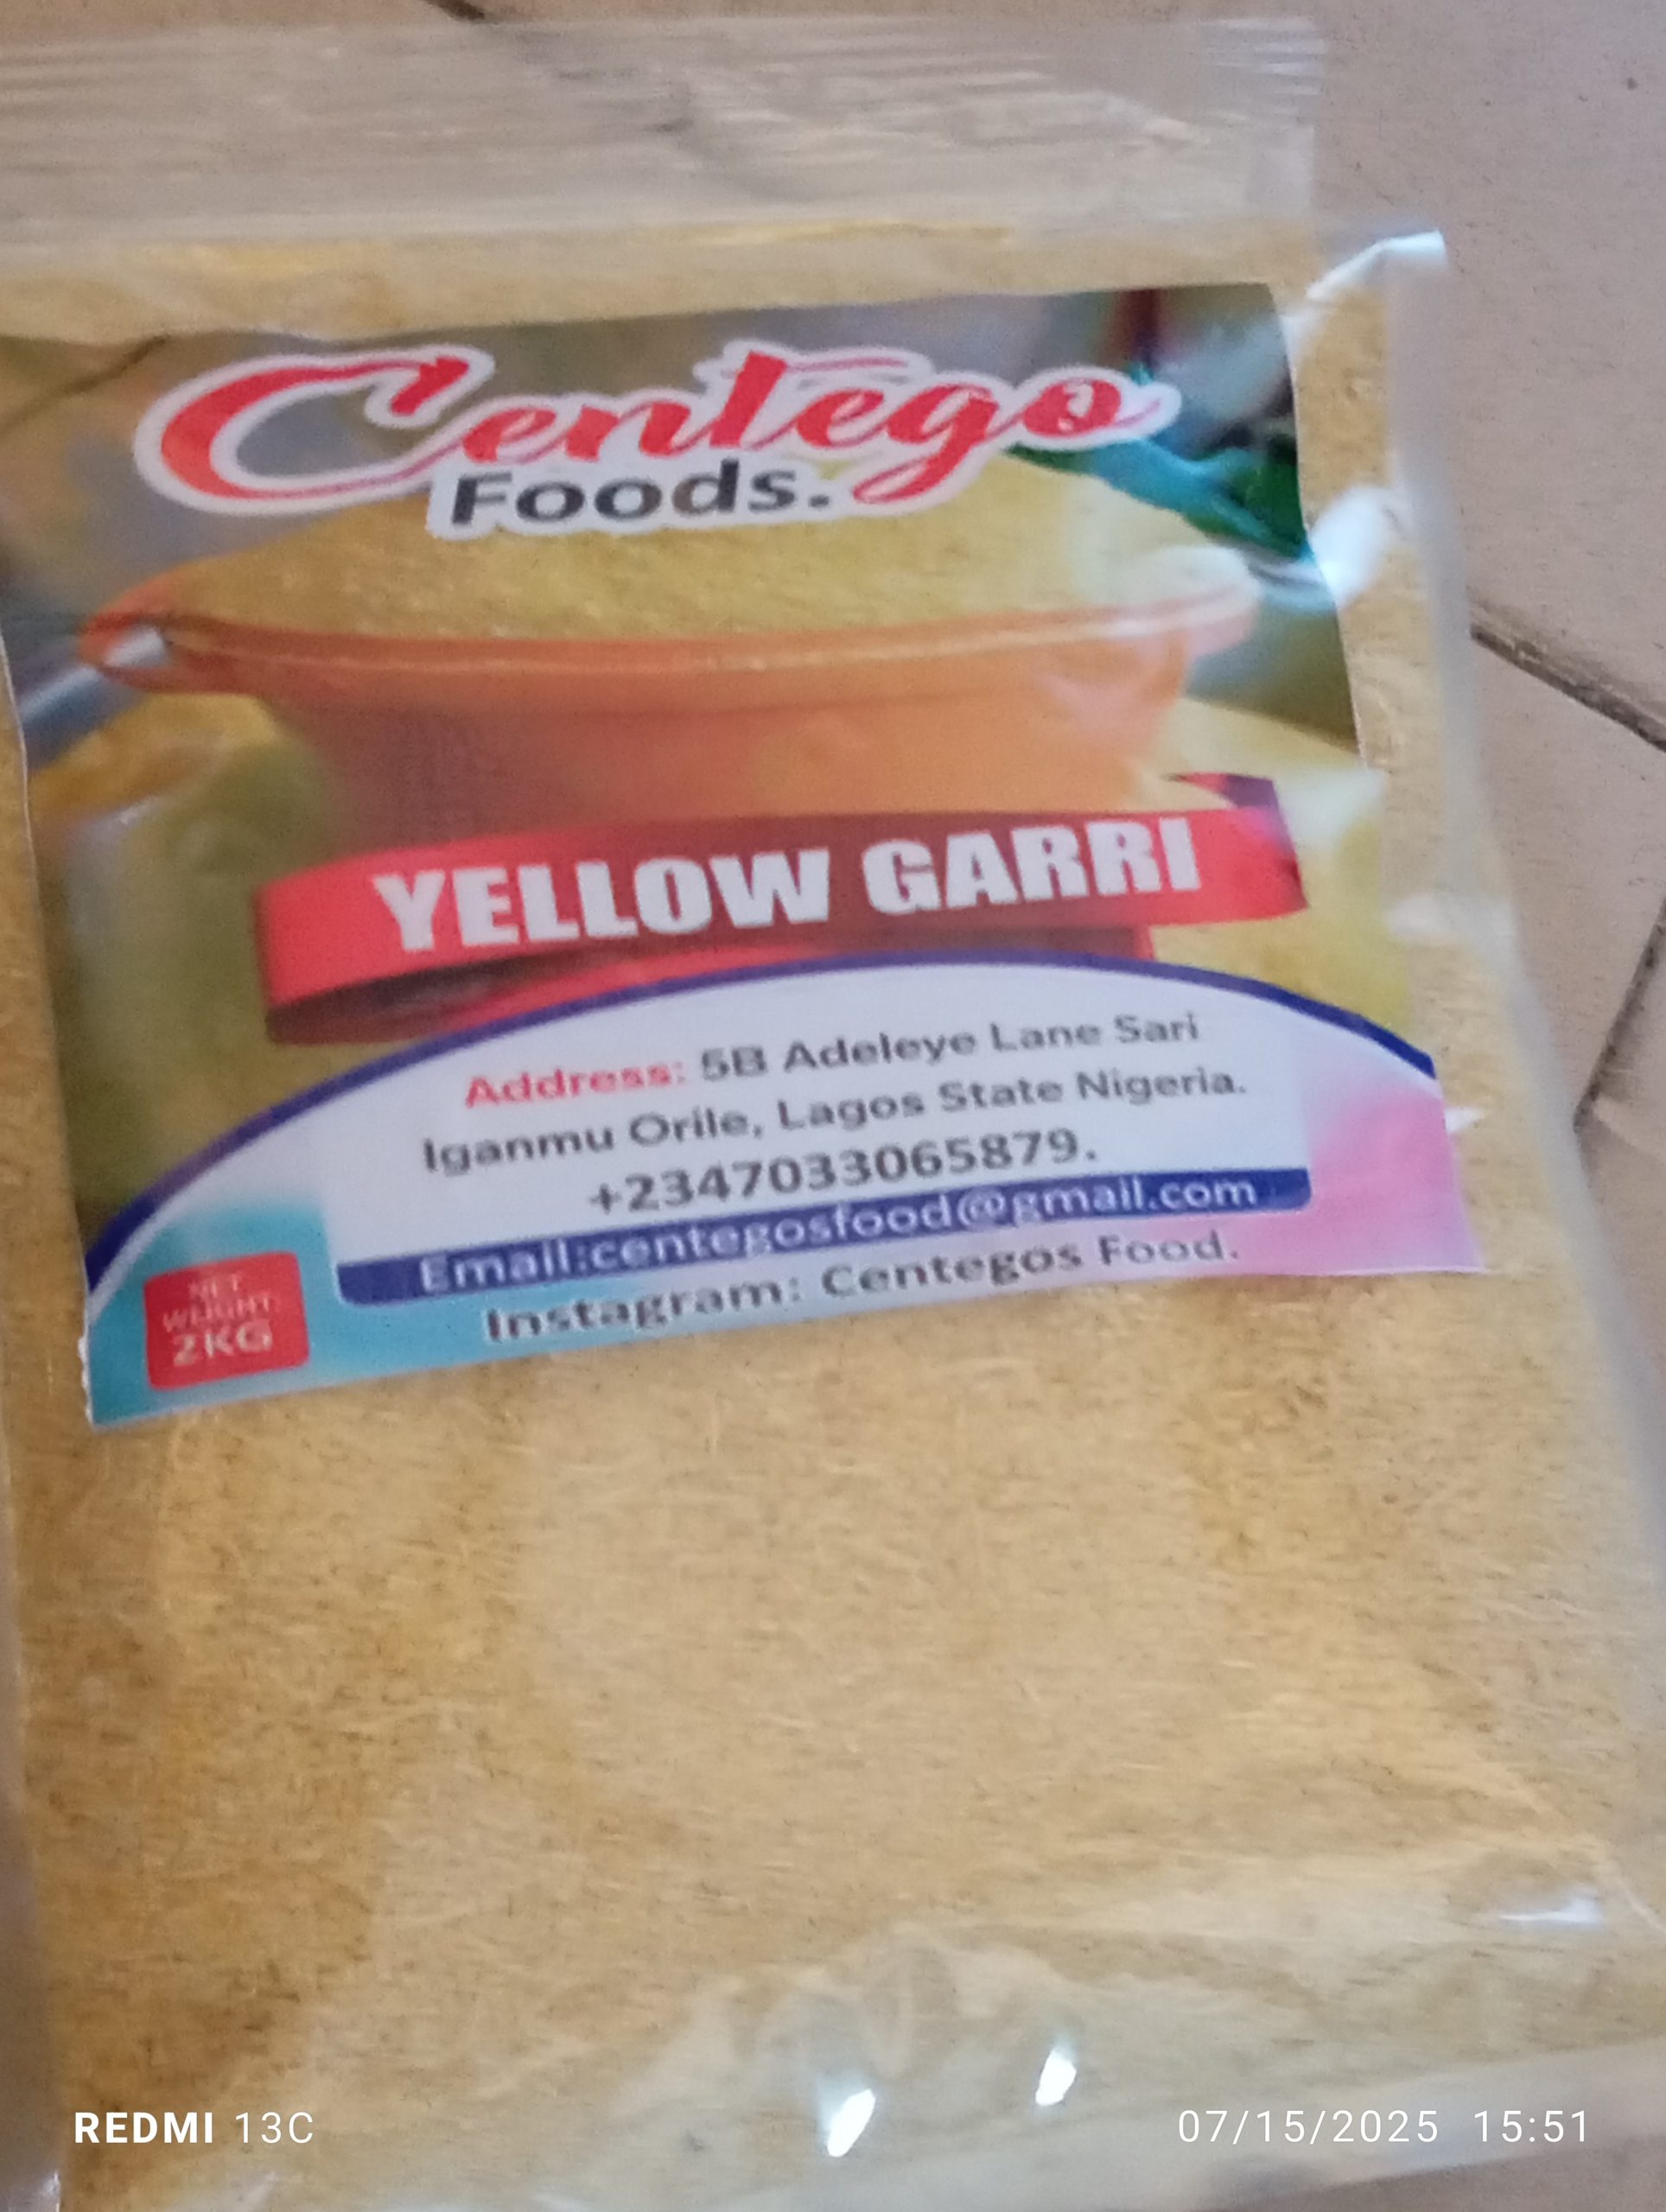 Centego
Foods.
YELLOW GARRI
Address: 5B Adeleye Lane Sari
Iganmu Orile, Lagos State Nigeria.
+2347033065879.
Email:centegosfood@gmail.com
Instagram: Centegos Food.
NET
WEIGHT:
2KG
REDMI 13C
07/15/2025 15:51